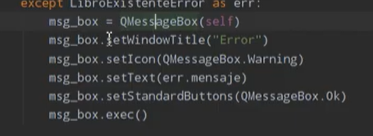 except LibroExistenteError as err:
msg_box = QMessageBox(self)
msg_box.setWindowTitle("Error")
msg_box.setIcon(QMessageBox.Warning)
msg_box.setText(err.mensaje)
msg_box.setStandardButtons(QMessageBox.Ok)
msg_box.exec()